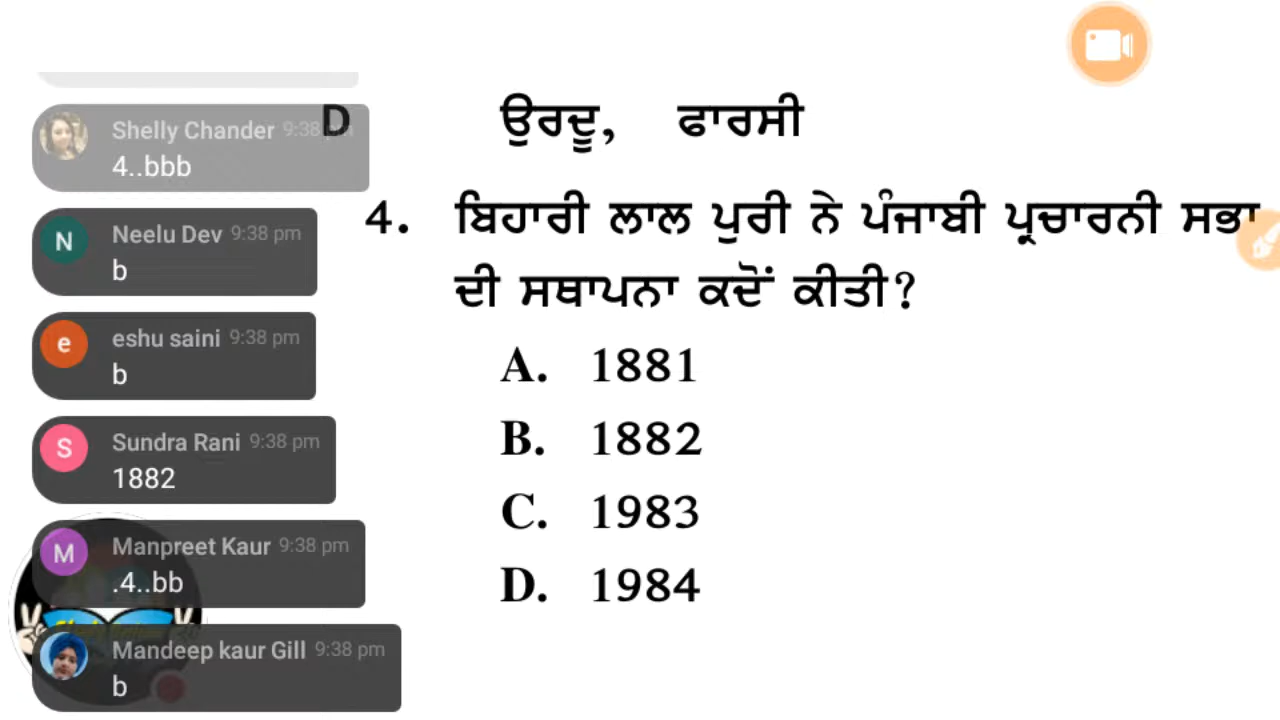 D ਉਰਦੂ, ਫਾਰਸੀ
Shelly Chander 9:38
4..bbb
Neelu Dev 9:38 pm
b
eshu saini 9:38 pm
b
Sundra Rani 9:38 pm
1882
Manpreet Kaur 9:38 pm
.4..bb
Mandeep kaur Gill 9:38 pm
b
4. ਬਿਹਾਰੀ ਲਾਲ ਪੁਰੀ ਨੇ ਪੰਜਾਬੀ ਪ੍ਰਚਾਰਨੀ ਸਭਾ
ਦੀ ਸਥਾਪਨਾ ਕਦੋਂ ਕੀਤੀ?
A. 1881
B. 1882
C. 1983
D. 1984
N
e
S
M